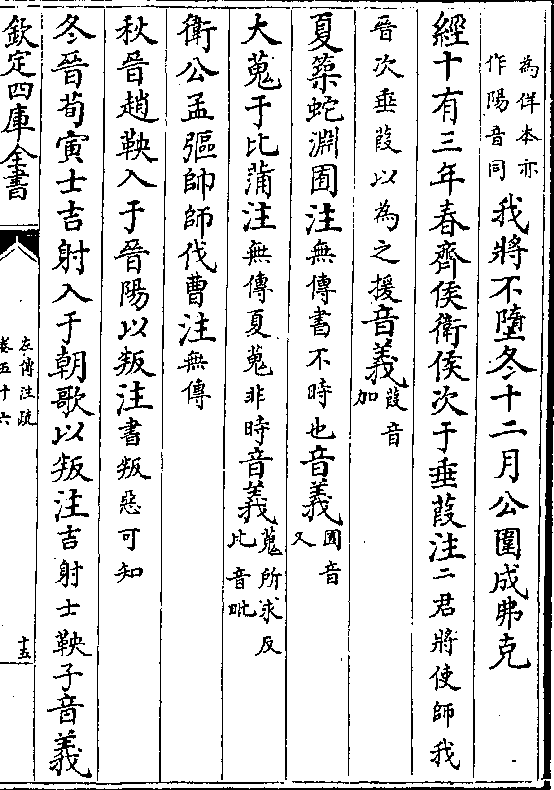 為佯本亦
作陽音同
我將不墮冬十二月公圍成弗克
經十有三年春齊侯衛侯次于垂葭注二君將使師我
晉次垂葭以為之援音義葭音
加
夏築蛇淵囿注無傳書不時也音義囿音
又
大蒐于比蒲注無傳夏蒐非時音義蒐所求反
比音毗
衛公孟彄帥師伐曹注無傳
秋晉趙鞅入于晉陽以叛注書叛惡可知
冬晉荀寅士吉射入于朝歌以叛注吉射士鞅子音義
欽定四庫全書
左傳注疏
卷五十六
十五